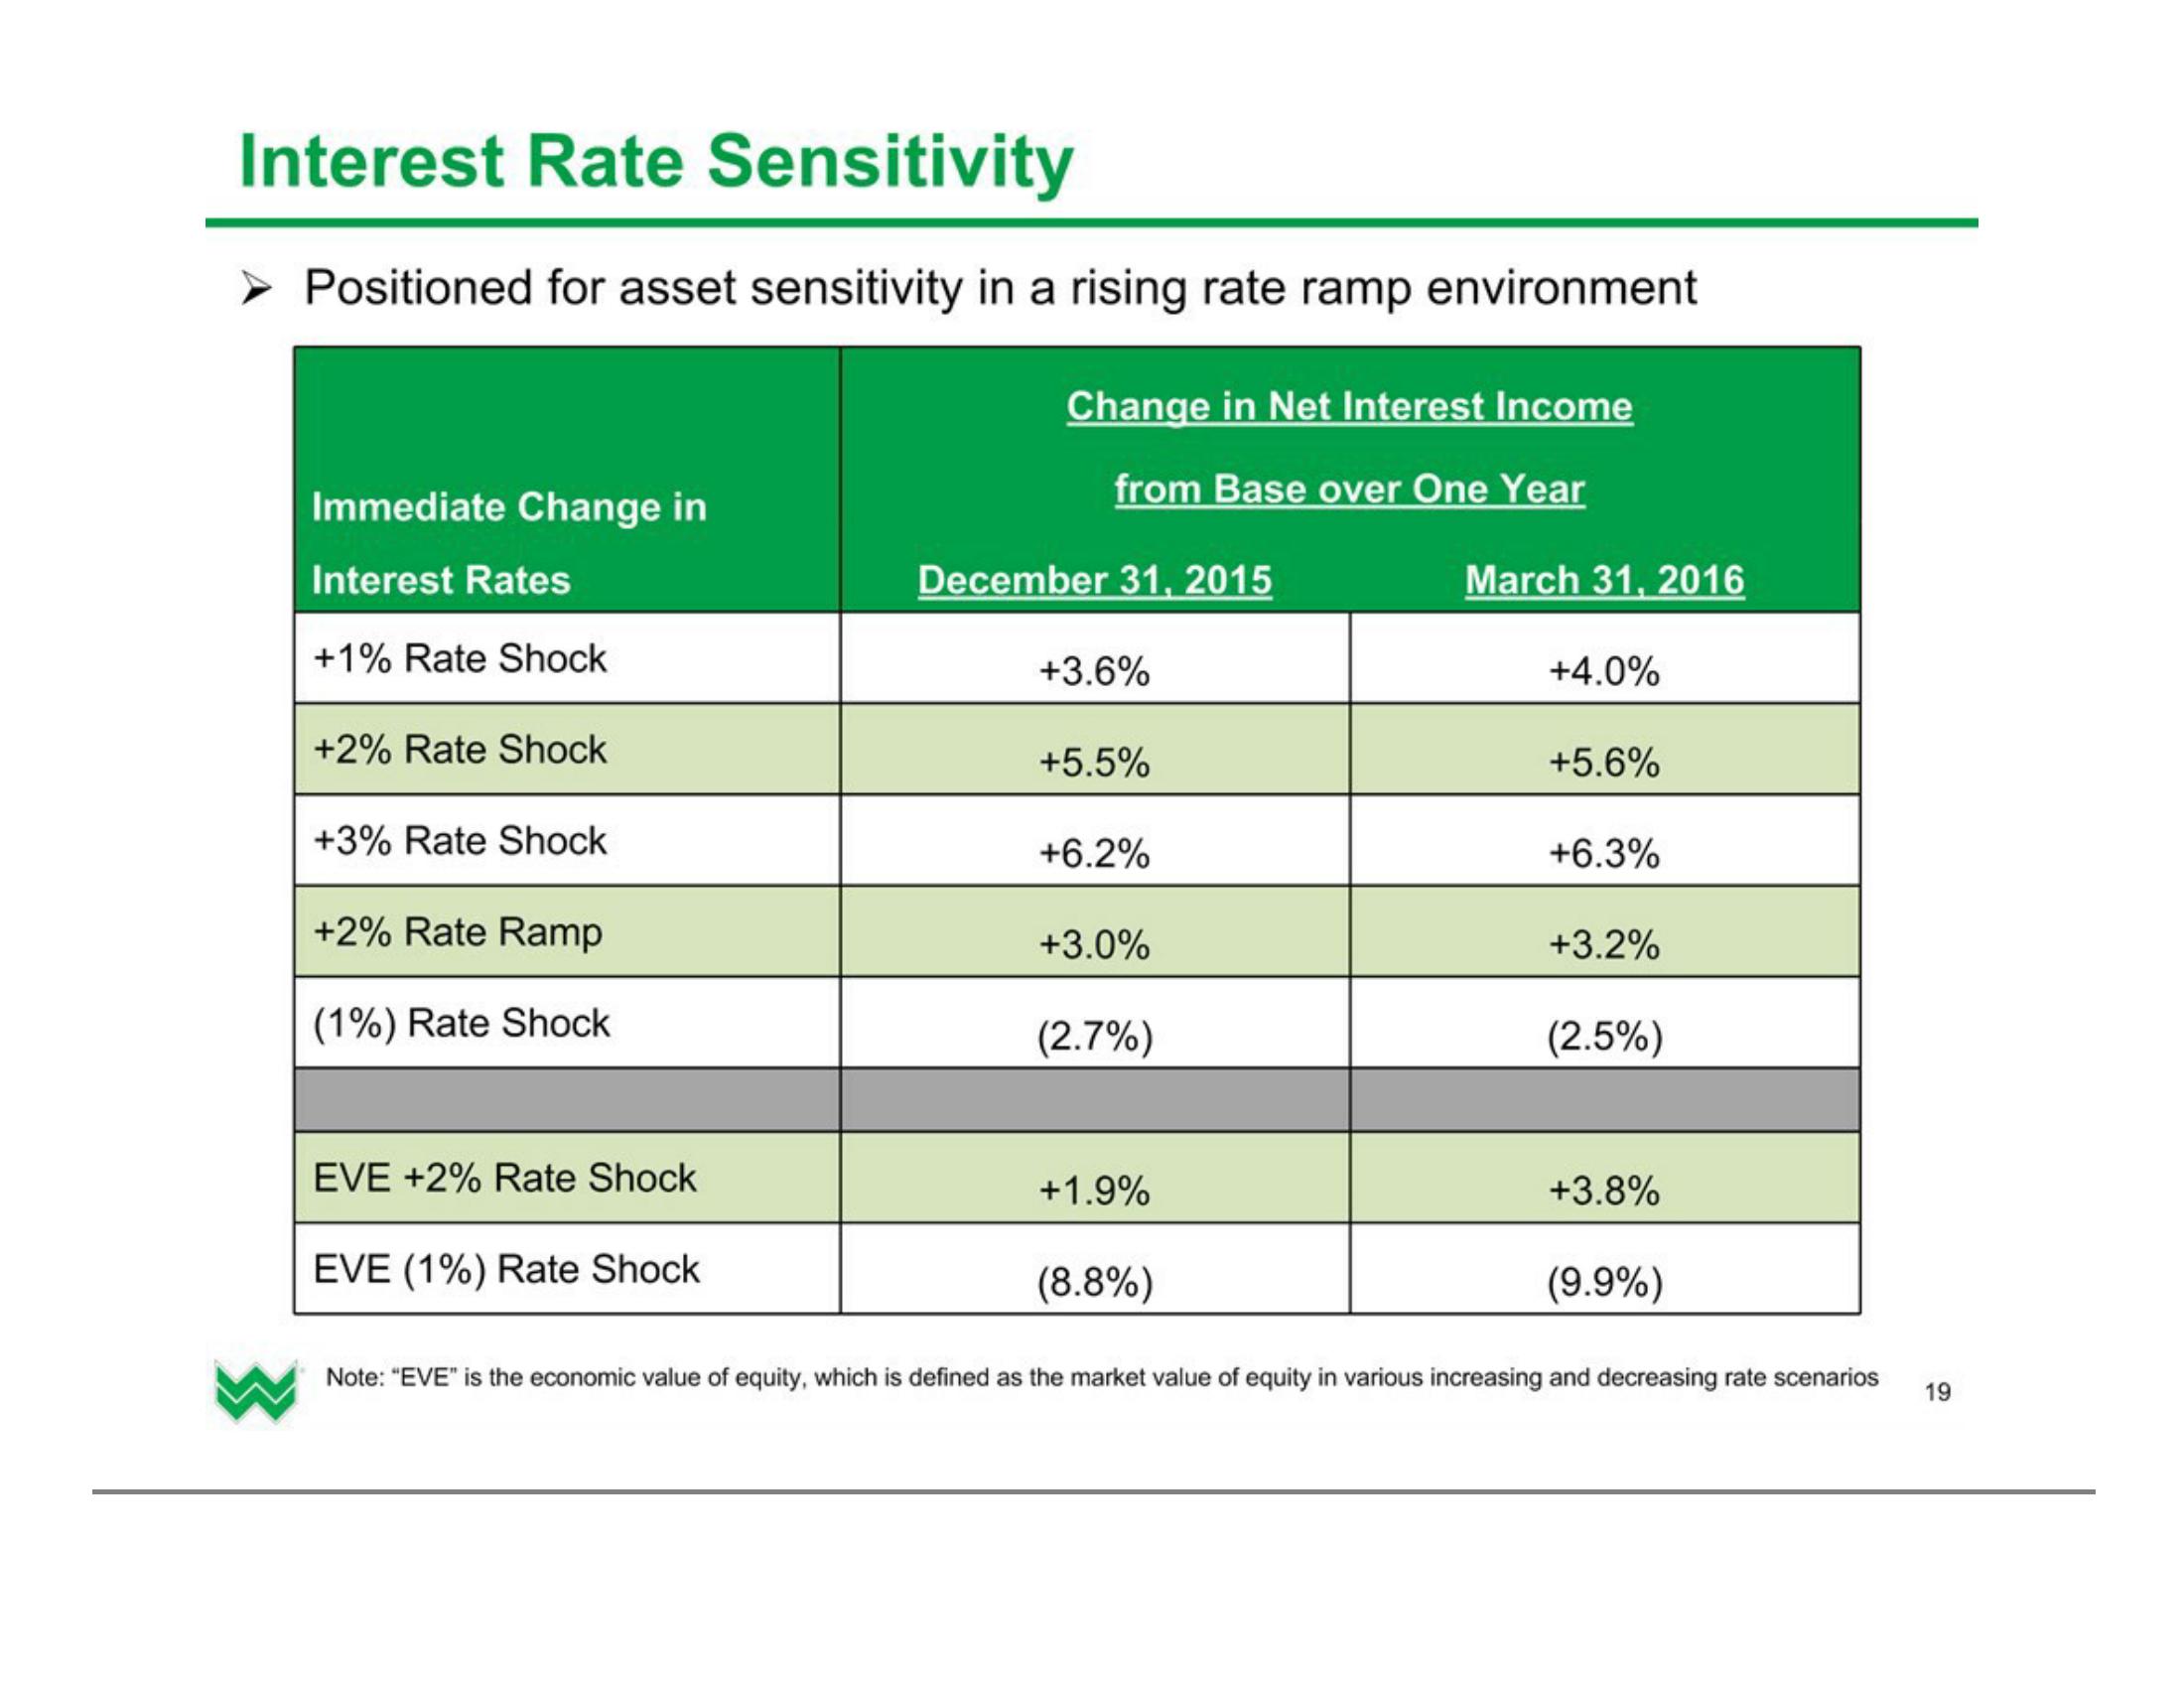 Interest Rate Sensitivity
➢ Positioned for asset sensitivity in a rising rate ramp environment
Change in Net Interest Income
from Base over One Year
Immediate Change in
Interest Rates
December 31, 2015 March 31, 2016
+1% Rate Shock +3.6% +4.0%
+2% Rate Shock +5.5% +5.6%
+3% Rate Shock +6.2% +6.3%
+2% Rate Ramp +3.0% +3.2%
(1%) Rate Shock (2.7%) (2.5%)
EVE +2% Rate Shock +1.9% +3.8%
EVE (1%) Rate Shock (8.8%) (9.9%)
Note: “EVE” is the economic value of equity, which is defined as the market value of equity in various increasing and decreasing rate scenarios
19